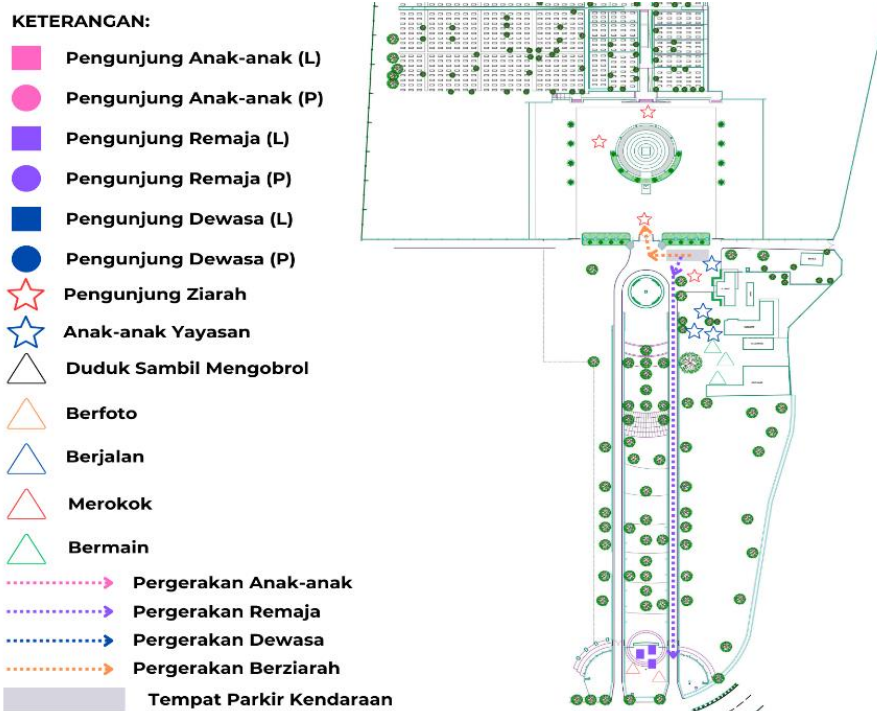 KETERANGAN:
Pengunjung Anak-anak (L)
Pengunjung Anak-anak (P)
Pengunjung Remaja (L)
Pengunjung Remaja (P)
Pengunjung Dewasa (L)
Pengunjung Dewasa (P)
Pengunjung Ziarah
Anak-anak Yayasan
Duduk Sambil Mengobrol
Berfoto
Berjalan
Merokok
Bermain
Pergerakan Anak-anak
Pergerakan Remaja
Pergerakan Dewasa
Pergerakan Berziarah
Tempat Parkir Kendaraan